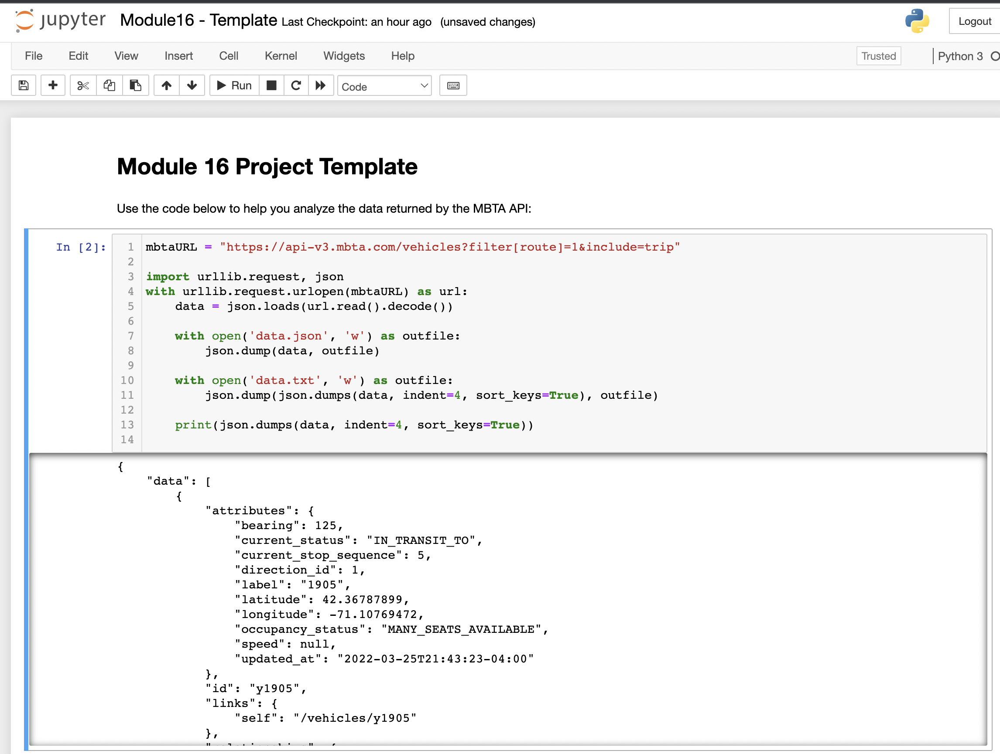 jupyter Module16 - Template Last Checkpoint: an hour ago (unsaved changes) Logout
File Edit View Insert Cell Kernel Widgets Help Trusted Python 3
Run Code
Module 16 Project Template
Use the code below to help you analyze the data returned by the MBTA API:
In [2]: 1 mbtaURL = "https://api-v3.mbta.com/vehicles?filter[route]=1&include=trip"
2
3 import urllib.request, json
4 with urllib.request.urlopen(mbtaURL) as url:
5     data = json.loads(url.read().decode())
6
7     with open('data.json', 'w') as outfile:
8         json.dump(data, outfile)
9
10     with open('data.txt', 'w') as outfile:
11         json.dump(json.dumps(data, indent=4, sort_keys=True), outfile)
12
13     print(json.dumps(data, indent=4, sort_keys=True))
14
{
    "data": [
        {
            "attributes": {
                "bearing": 125,
                "current_status": "IN_TRANSIT_TO",
                "current_stop_sequence": 5,
                "direction_id": 1,
                "label": "1905",
                "latitude": 42.36787899,
                "longitude": -71.10769472,
                "occupancy_status": "MANY_SEATS_AVAILABLE",
                "speed": null,
                "updated_at": "2022-03-25T21:43:23-04:00"
            },
            "id": "y1905",
            "links": {
                "self": "/vehicles/y1905"
            },